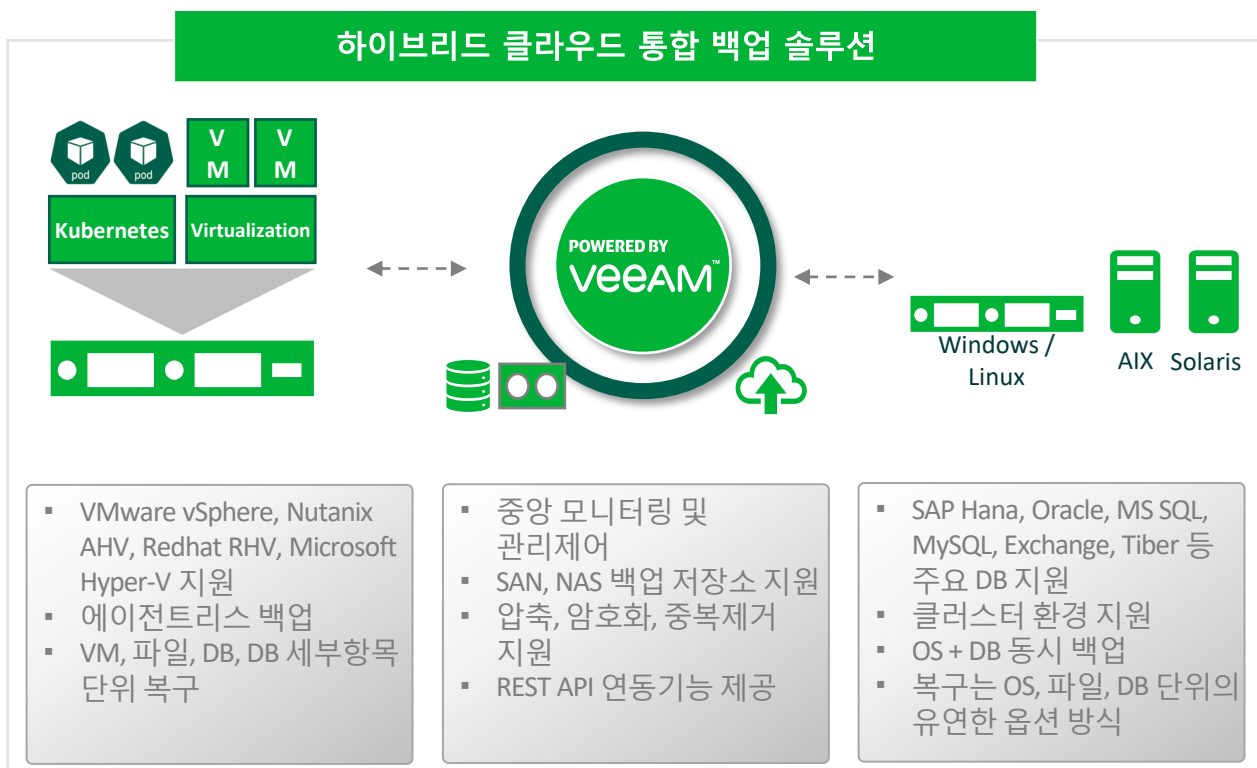 하이브리드 클라우드 통합 백업 솔루션
pod
pod
V
M
V
M
Kubernetes
Virtualization
POWERED BY
veeAM™
Windows /
Linux
AIX
Solaris
▪ VMware vSphere, Nutanix
AHV, Redhat RHV, Microsoft
Hyper-V 지원
▪ 에이전트리스 백업
▪ VM, 파일, DB, DB 세부항목
단위 복구
▪ 중앙 모니터링 및
관리제어
▪ SAN, NAS 백업 저장소 지원
▪ 압축, 암호화, 중복제거
지원
▪ REST API 연동기능 제공
▪ SAP Hana, Oracle, MS SQL,
MySQL, Exchange, Tiber 등
주요 DB 지원
▪ 클러스터 환경 지원
▪ OS + DB 동시 백업
▪ 복구는 OS, 파일, DB 단위의
유연한 옵션 방식